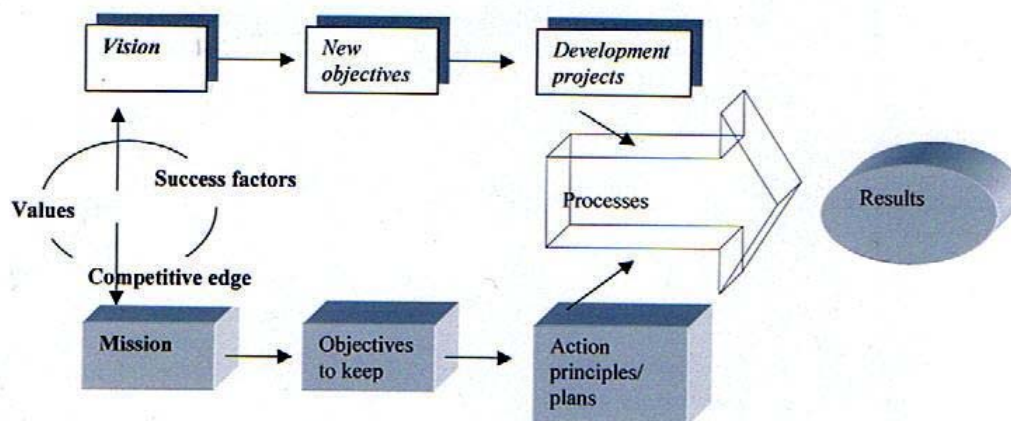 Vision
New
objectives
Development
projects
Success factors
Values
Processes
Results
Competitive edge
Mission
Objectives
to keep
Action
principles/
plans